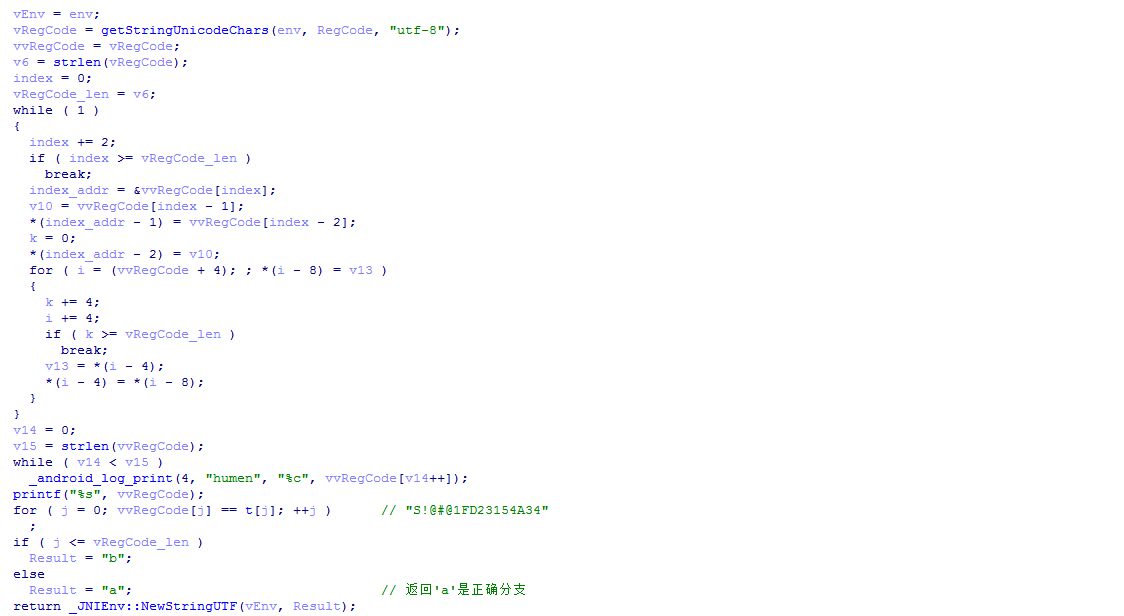 vEnv = env;
vRegCode = getStringUnicodeChars(env, RegCode, "utf-8");
vvRegCode = vRegCode;
v6 = strlen(vRegCode);
index = 0;
vRegCode_len = v6;
while ( 1 )
{
index += 2;
if ( index >= vRegCode_len )
break;
index_addr = &vvRegCode[index];
v10 = vvRegCode[index - 1];
*(index_addr - 1) = vvRegCode[index - 2];
k = 0;
*(index_addr - 2) = v10;
for ( i = (vvRegCode + 4); ; *(i - 8) = v13 )
{
k += 4;
i += 4;
if ( k >= vRegCode_len )
break;
v13 = *(i - 4);
*(i - 4) = *(i - 8);
}
}
v14 = 0;
v15 = strlen(vvRegCode);
while ( v14 < v15 )
_android_log_print(4, "humen", "%c", vvRegCode[v14++]);
printf("%s", vvRegCode);
for ( j = 0; vvRegCode[j] == t[j]; ++j ) // "S!@#@1FD23154A34"
;
if ( j <= vRegCode_len )
Result = "b";
else
Result = "a"; // 返回'a'是正确分支
return _JNIEnv::NewStringUTF(vEnv, Result);